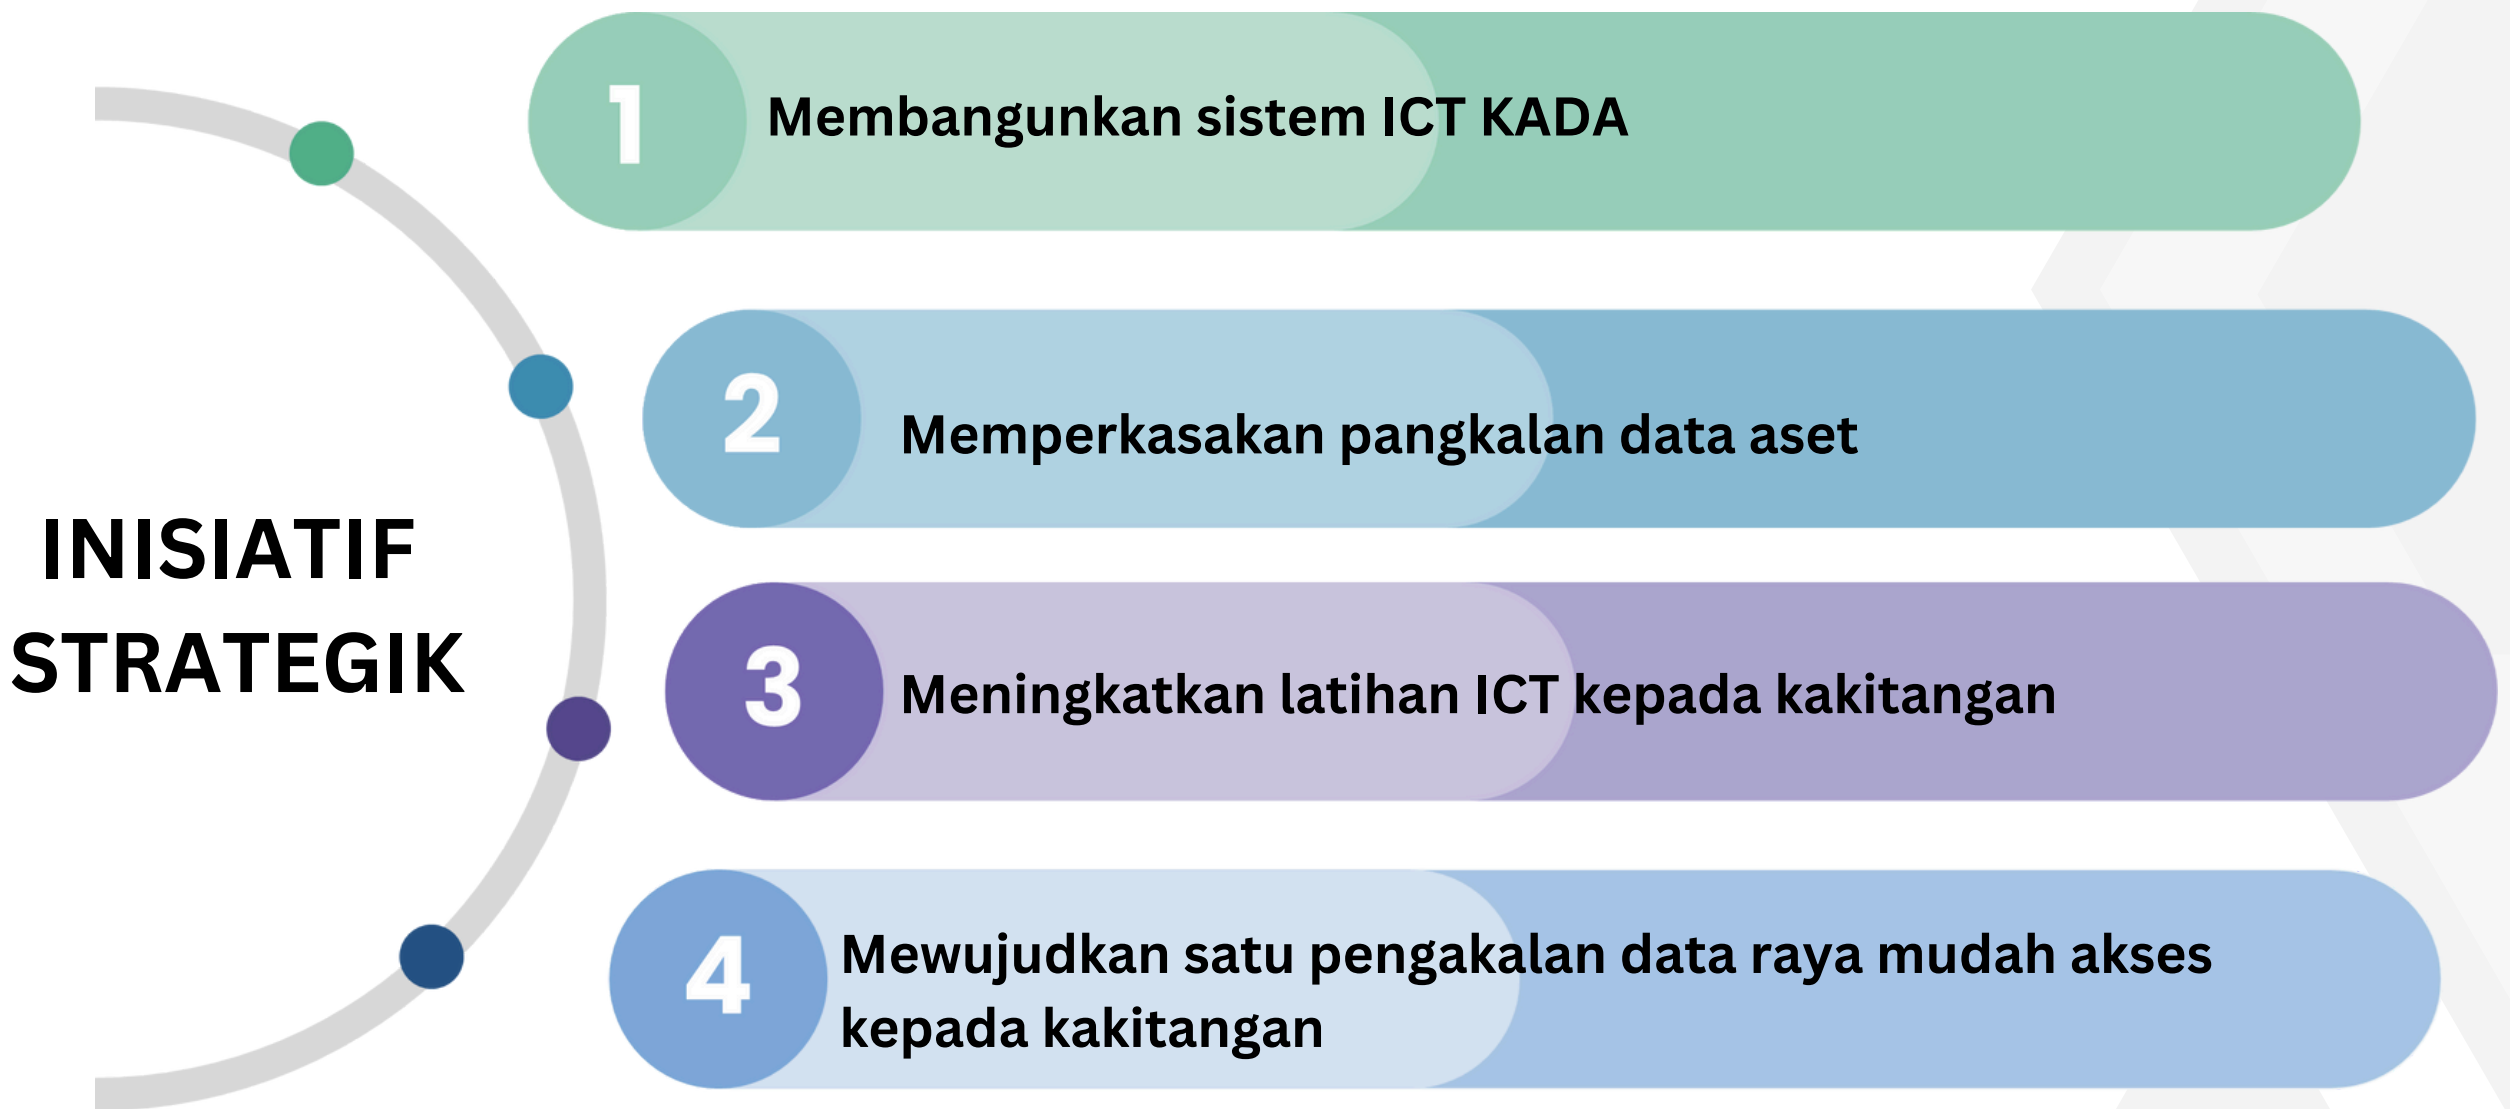 INISIATIF
STRATEGIK
1
Membangunkan sistem ICT KADA
2
Memperkasakan pangkalan data aset
3
Meningkatkan latihan ICT kepada kakitangan
4
Mewujudkan satu pengakalan data raya mudah akses
kepada kakitangan